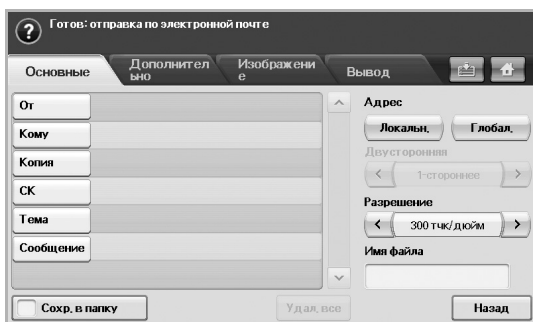 Готов: отправка по электронной почте
Основные
Дополнител
ьно
Изображени
е
Вывод
От
Кому
Копия
СК
Тема
Сообщение
Адрес
Локальн.
Глобал.
Двусторонняя
1-стороннее
Разрешение
300 тчк/дюйм
Имя файла
Сохр. в папку
Удал. все
Назад